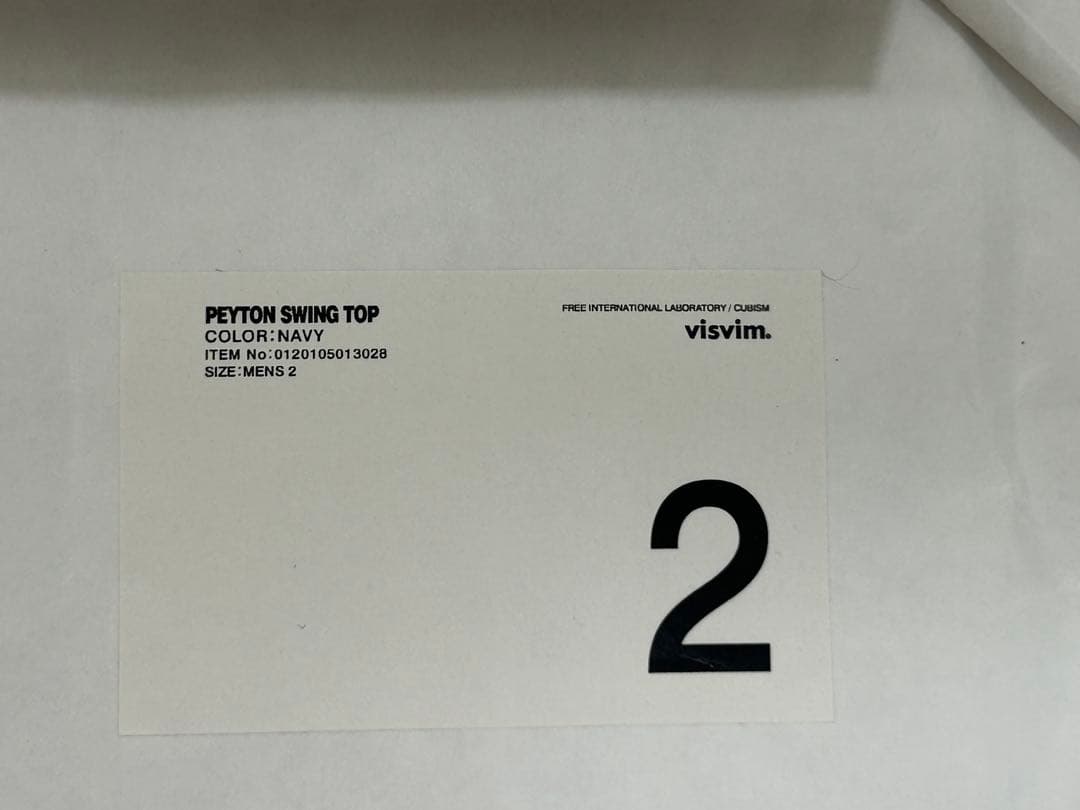 PEYTON SWING TOP
COLOR:NAVY
ITEM No:0120105013028
SIZE:MENS 2
FREE INTERNATIONAL LABORATORY / CUBISM
visvim.
2